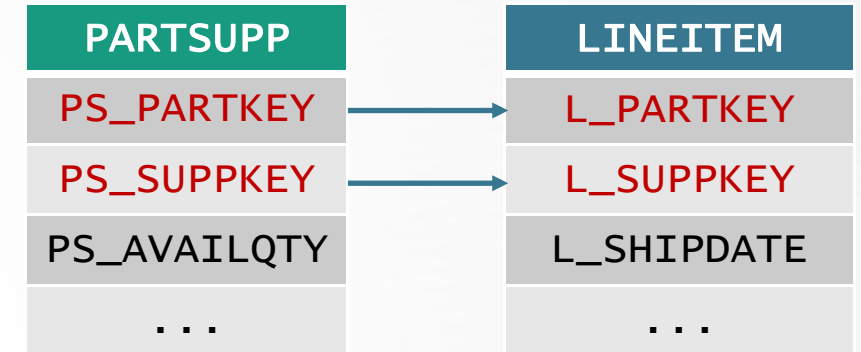 PARTSUPP
PS_PARTKEY
PS_SUPPKEY
PS_AVAILQTY
...
LINEITEM
L_PARTKEY
L_SUPPKEY
L_SHIPDATE
...